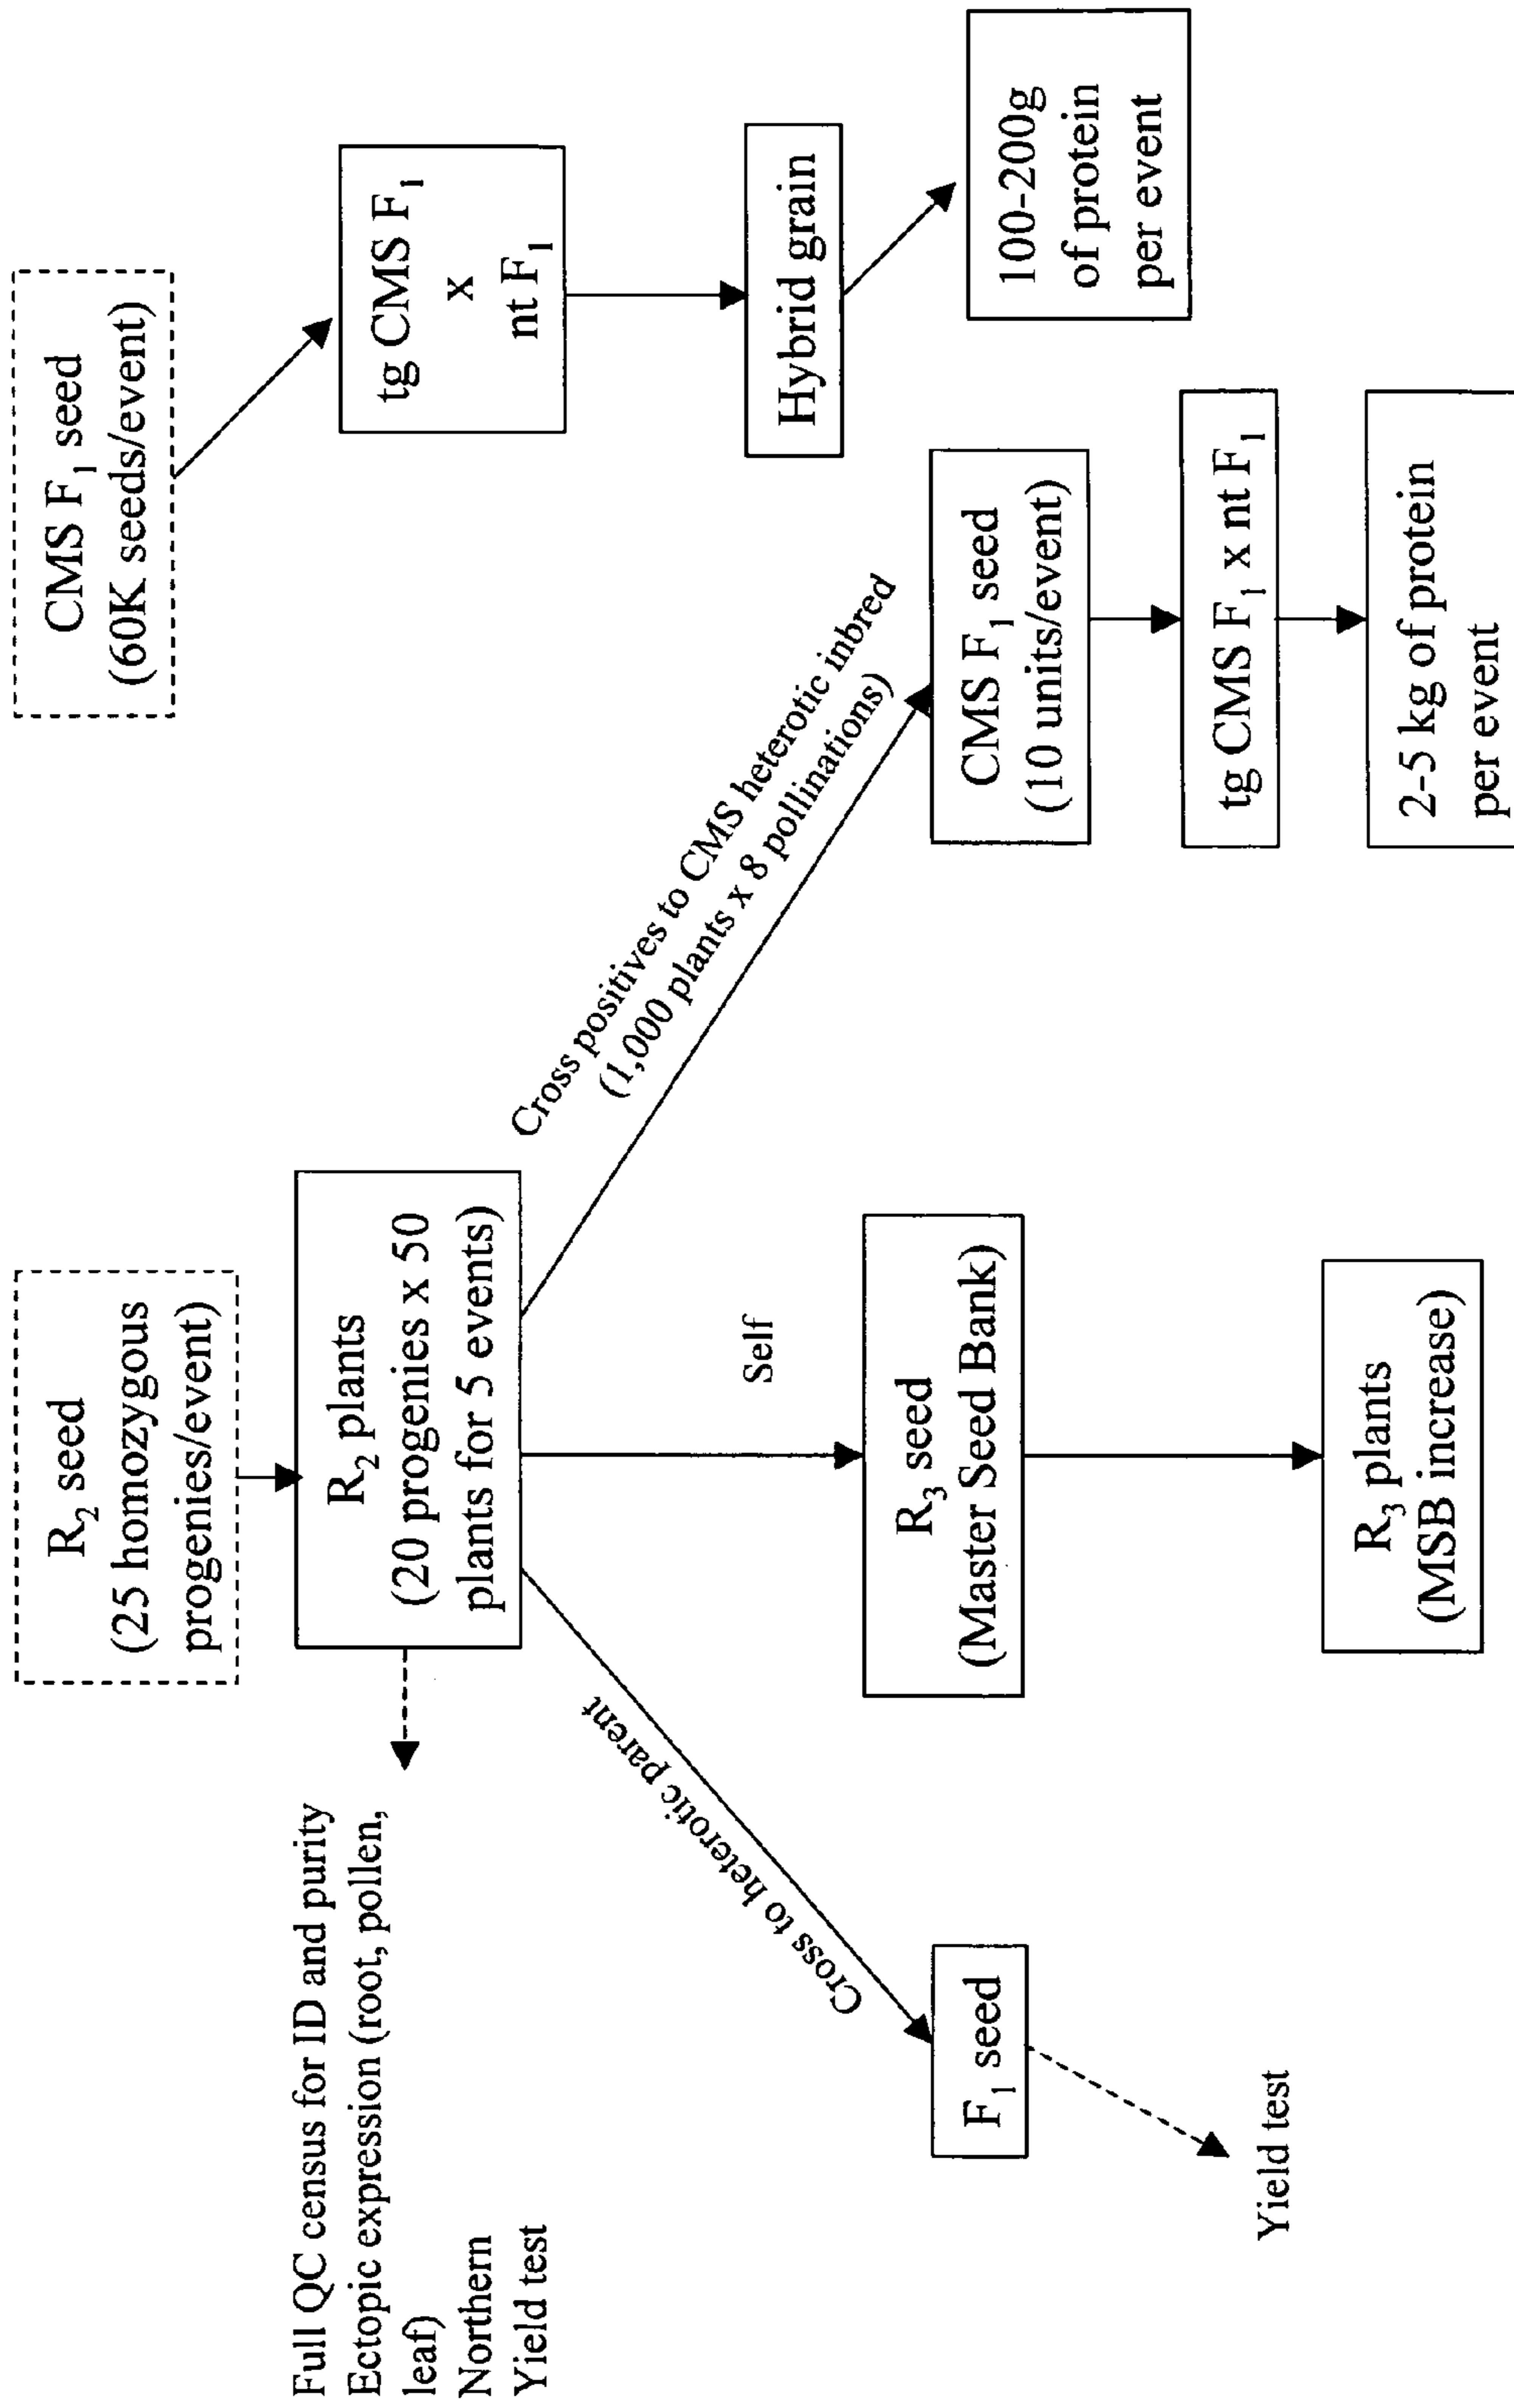 R2 seed
(25 homozygous
progenies/event)
R2 plants
(20 progenies x 50
plants for 5 events)
Full QC census for ID and purity
Ectopic expression (root, pollen,
leaf)
Northern
Yield test
Cross to heterotic parent
F1 seed
Yield test
Self
R3 seed
(Master Seed Bank)
R3 plants
(MSB increase)
Cross positives to CMS heterotic inbred
(1,000 plants x 8 pollinations)
CMS F1 seed
(10 units/event)
tg CMS F1 x nt F1
2-5 kg of protein
per event
CMS F1 seed
(60K seeds/event)
tg CMS F1
x
nt F1
Hybrid grain
100-200g
of protein
per event